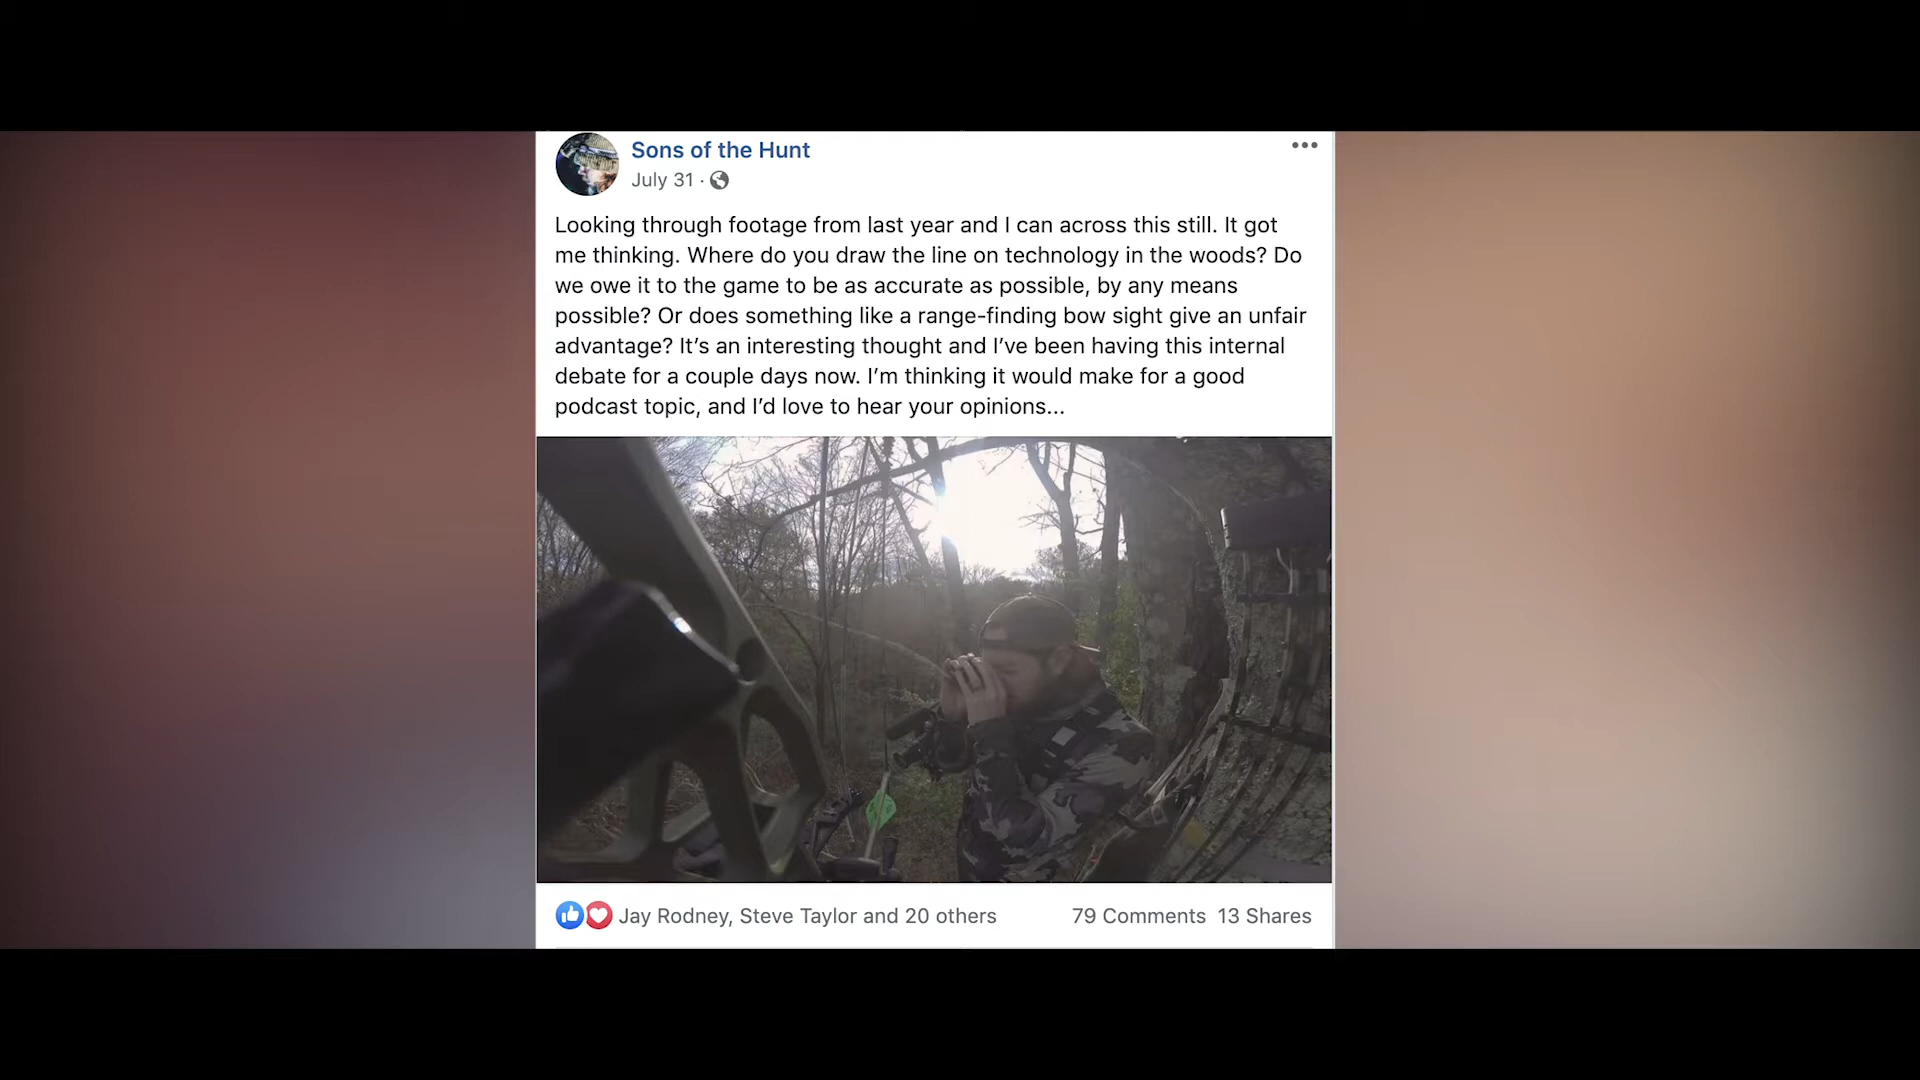 Sons of the Hunt
July 31 ·
Looking through footage from last year and I can across this still. It got
me thinking. Where do you draw the line on technology in the woods? Do
we owe it to the game to be as accurate as possible, by any means
possible? Or does something like a range-finding bow sight give an unfair
advantage? It’s an interesting thought and I’ve been having this internal
debate for a couple days now. I’m thinking it would make for a good
podcast topic, and I’d love to hear your opinions...
Jay Rodney, Steve Taylor and 20 others 79 Comments 13 Shares